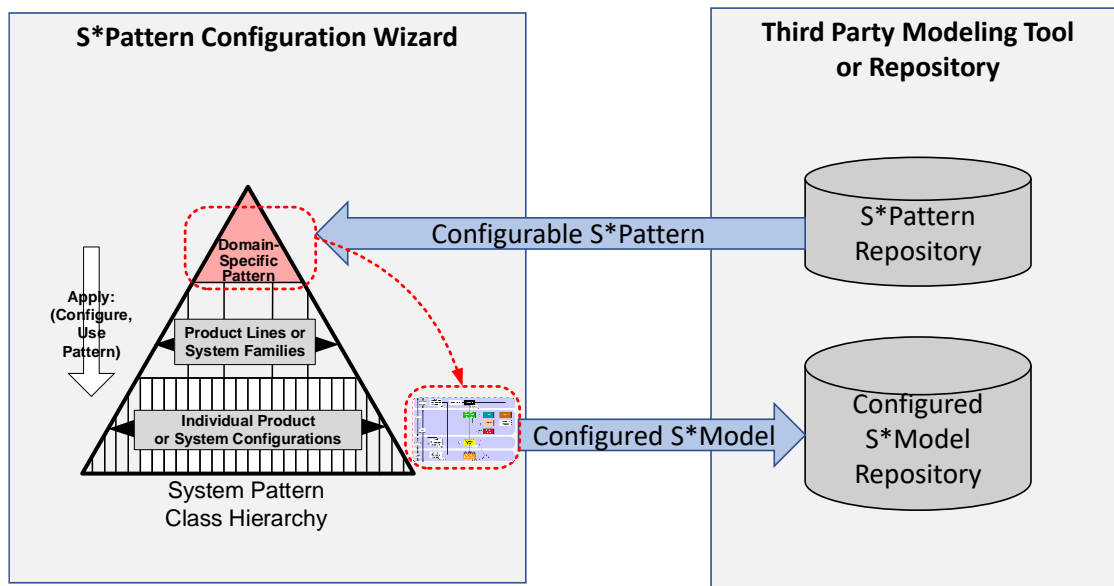 S*Pattern Configuration Wizard
Third Party Modeling Tool
or Repository
S*Pattern
Repository
Configurable S*Pattern
Domain-
Specific
Pattern
Apply:
(Configure,
Use
Pattern)
Product Lines or
System Families
Individual Product
or System Configurations
System Pattern
Class Hierarchy
Configured S*Model
Configured
S*Model
Repository